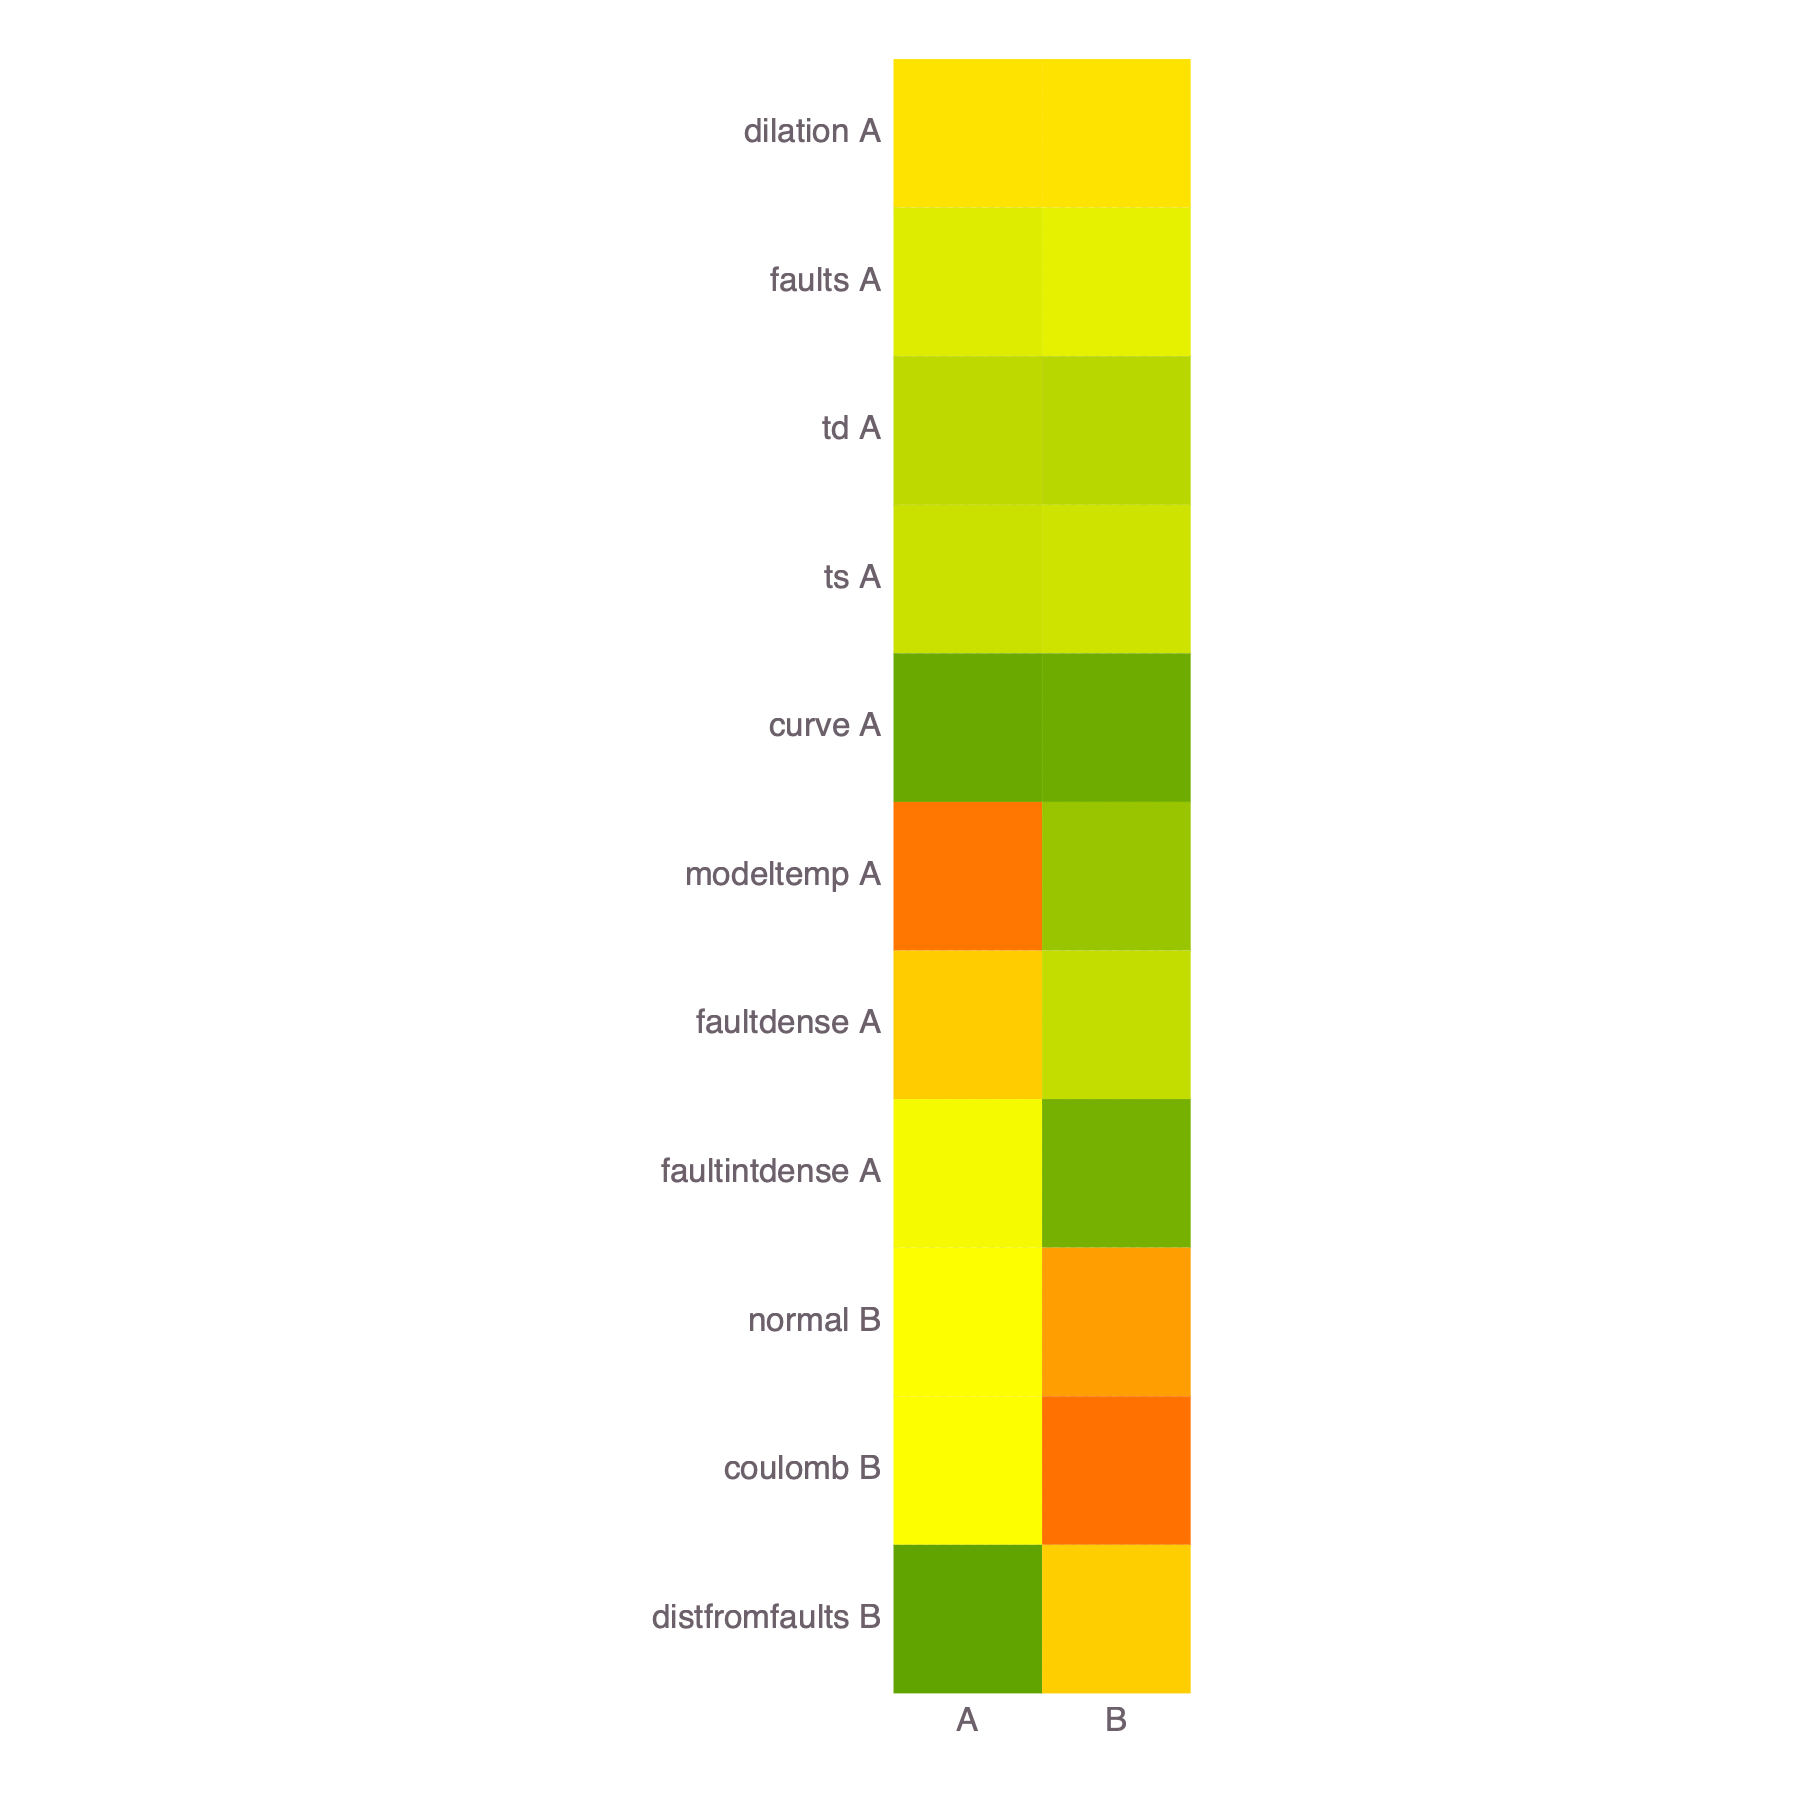 dilation A
faults A
td A
ts A
curve A
modeltemp A
faultdense A
faultintdense A
normal B
coulomb B
distfromfaults B
A B